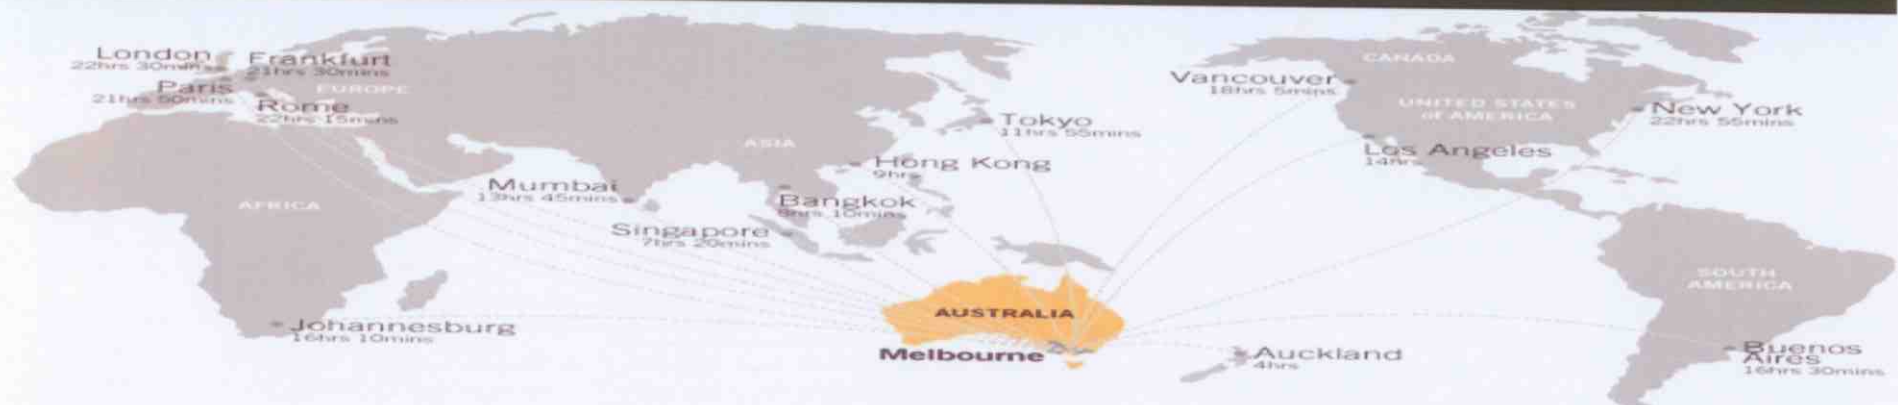 London
22hrs 30mins
Frankfurt
21hrs 30mins
Paris
21hrs 50mins
EUROPE
Rome
22hrs 15mins
ASIA
Tokyo
11hrs 55mins
Hong Kong
9hrs
Mumbai
13hrs 45mins
Bangkok
8hrs 10mins
Singapore
7hrs 20mins
AFRICA
Johannesburg
16hrs 10mins
AUSTRALIA
Melbourne
Auckland
4hrs
CANADA
Vancouver
18hrs 5mins
UNITED STATES
of AMERICA
New York
22hrs 55mins
Los Angeles
14hrs
SOUTH
AMERICA
Buenos
Aires
16hrs 30mins